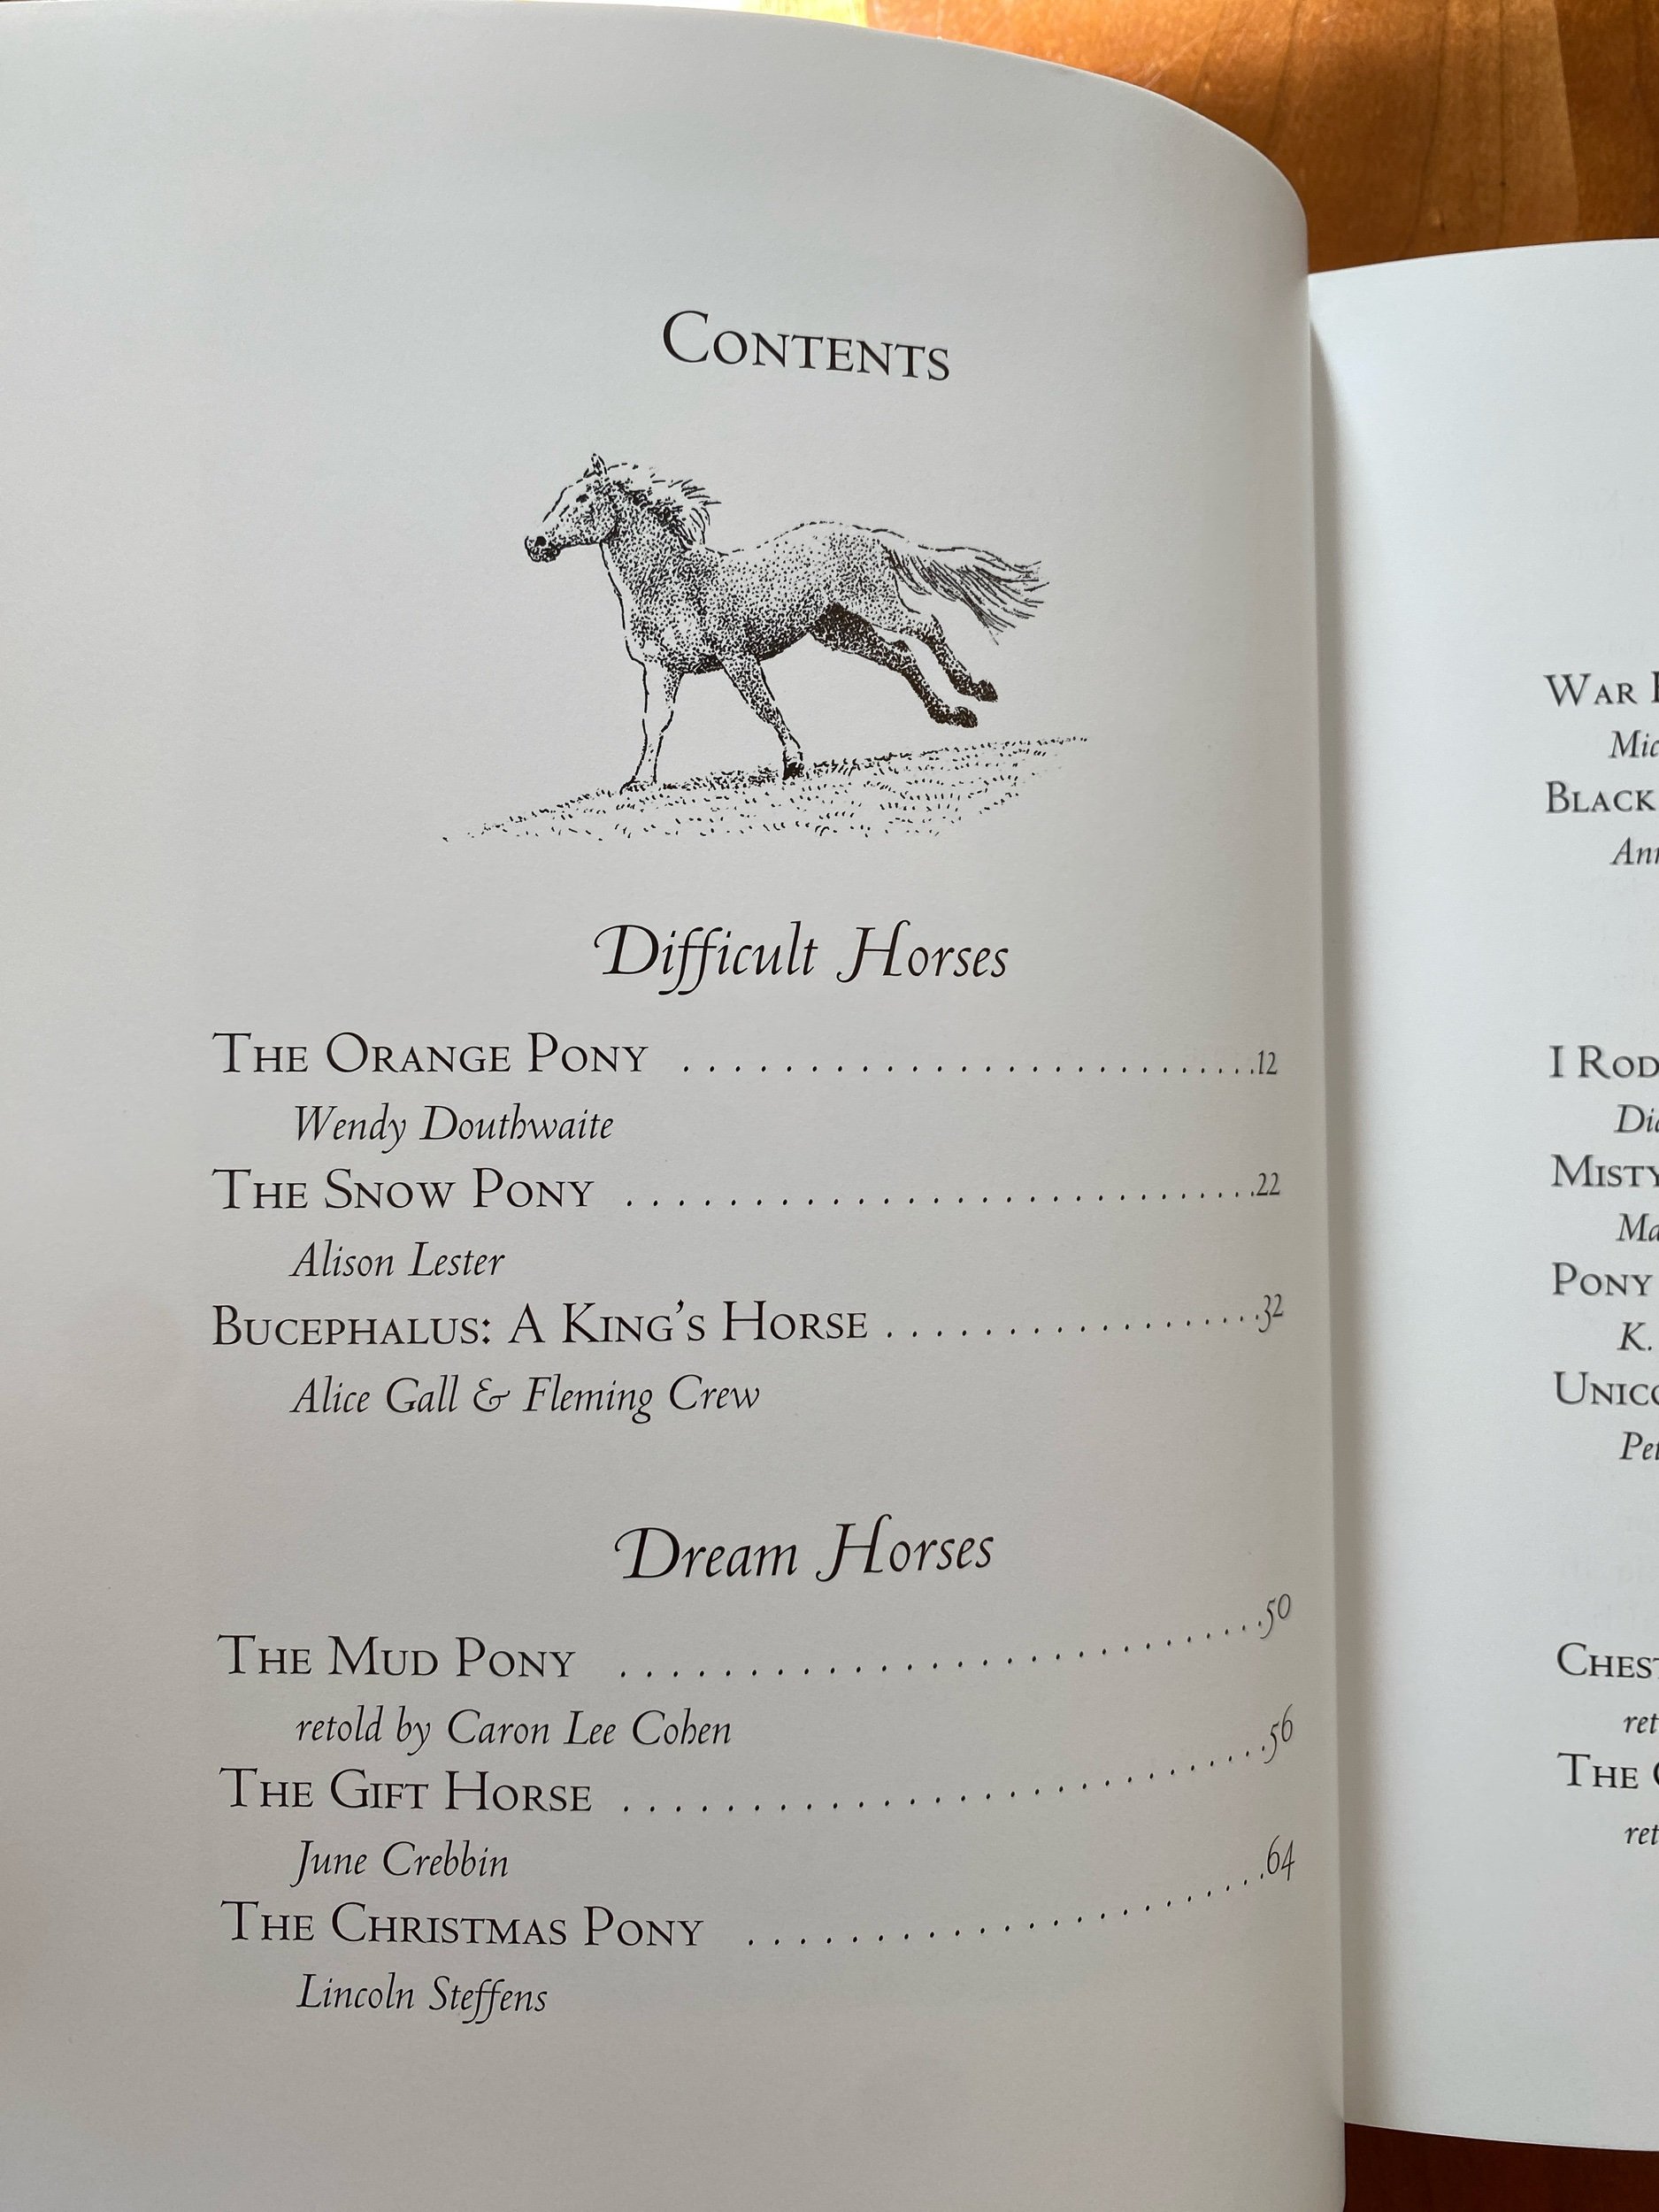 CONTENTS
Difficult Horses
THE ORANGE PONY . . . . . . . . . . . . . . . . . . . . . . . . . . . .12
Wendy Douthwaite
THE SNOW PONY . . . . . . . . . . . . . . . . . . . . . . . . . . . . . . .22
Alison Lester
BUCEPHALUS: A KING'S HORSE . . . . . . . . . . . . . . . . . . .32
Alice Gall & Fleming Crew
Dream Horses
THE MUD PONY . . . . . . . . . . . . . . . . . . . . . . . . . . . . . . .50
retold by Caron Lee Cohen
THE GIFT HORSE . . . . . . . . . . . . . . . . . . . . . . . . . . . . . . .56
June Crebbin
THE CHRISTMAS PONY . . . . . . . . . . . . . . . . . . . . . . . . .64
Lincoln Steffens
WAR
BLACK
I ROD
MISTY
PONY
K.
THE